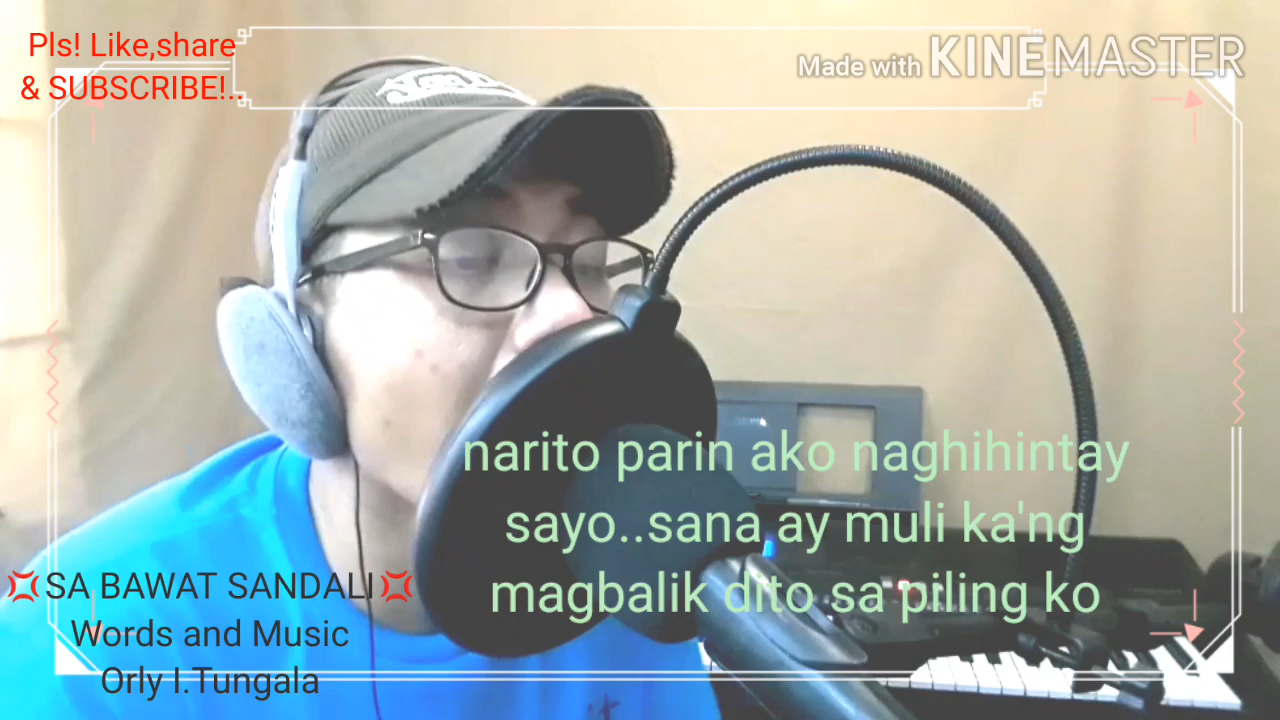 Pls! Like,share
& SUBSCRIBE!..
Made with KINEMASTER
narito parin ako naghihintay
sayo..sana ay muli ka'ng
magbalik dito sa piling ko
💢SA BAWAT SANDALI💢
Words and Music
Orly I.Tungala